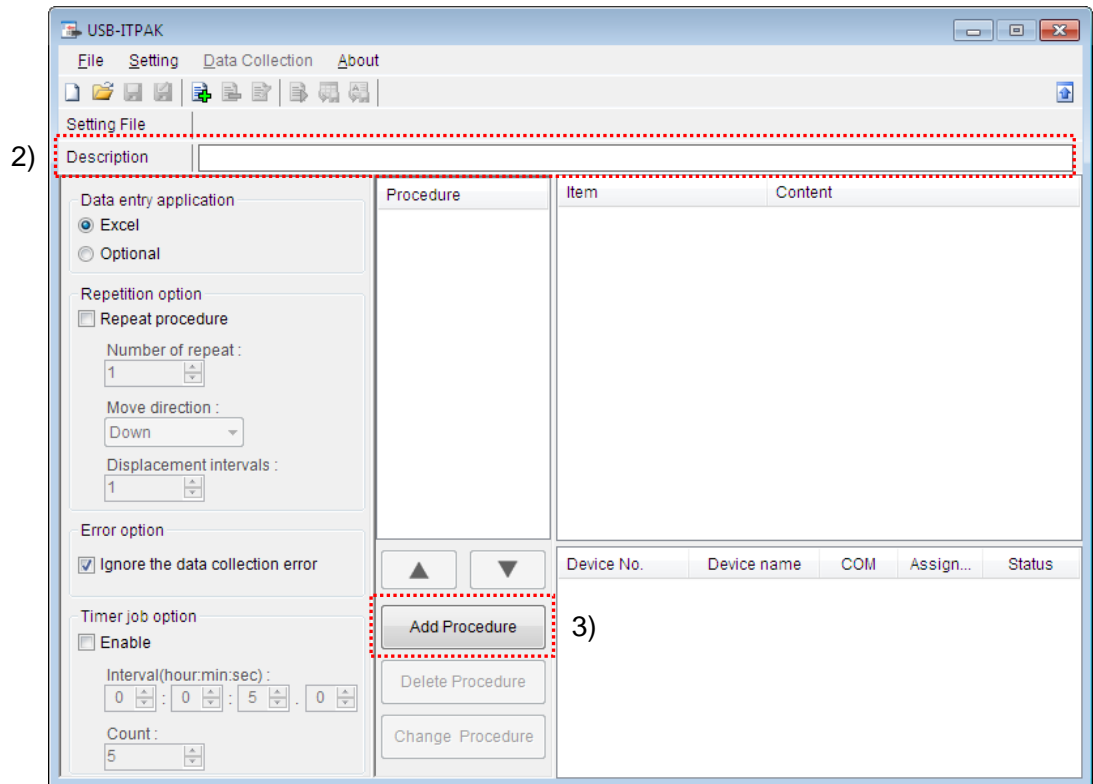 USB-ITPAK
File Setting Data Collection About
Setting File
2)
Description
Data entry application
Excel
Optional
Repetition option
Repeat procedure
Number of repeat :
1
Move direction :
Down
Displacement intervals :
1
Error option
Ignore the data collection error
Timer job option
Enable
Interval(hour:min:sec) :
0 : 0 : 5 . 0
Count :
5
Procedure
Add Procedure
3)
Delete Procedure
Change Procedure
Item Content
Device No. Device name COM Assign... Status